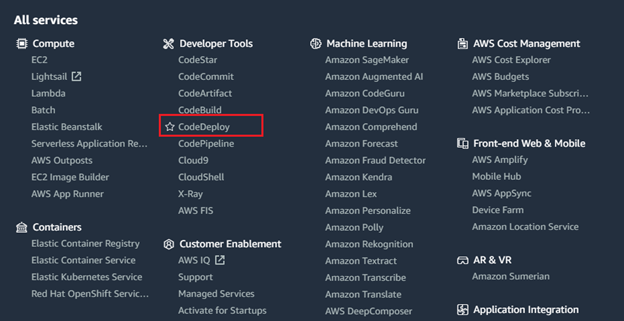 All services
Compute
EC2
Lightsail
Lambda
Batch
Elastic Beanstalk
Serverless Application Re...
AWS Outposts
EC2 Image Builder
AWS App Runner
Containers
Elastic Container Registry
Elastic Container Service
Elastic Kubernetes Service
Red Hat OpenShift Servic...
Developer Tools
CodeStar
CodeCommit
CodeArtifact
CodeBuild
CodeDeploy
CodePipeline
Cloud9
CloudShell
X-Ray
AWS FIS
Customer Enablement
AWS IQ
Support
Managed Services
Activate for Startups
Machine Learning
Amazon SageMaker
Amazon Augmented AI
Amazon CodeGuru
Amazon DevOps Guru
Amazon Comprehend
Amazon Forecast
Amazon Fraud Detector
Amazon Kendra
Amazon Lex
Amazon Personalize
Amazon Polly
Amazon Rekognition
Amazon Textract
Amazon Transcribe
Amazon Translate
AWS DeepComposer
AWS Cost Management
AWS Cost Explorer
AWS Budgets
AWS Marketplace Subscri...
AWS Application Cost Pro...
Front-end Web & Mobile
AWS Amplify
Mobile Hub
AWS AppSync
Device Farm
Amazon Location Service
AR & VR
Amazon Sumerian
Application Integration